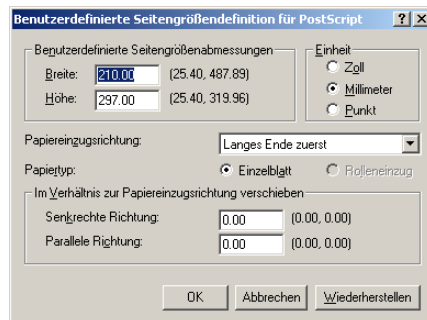 Benutzerdefinierte Seitengrößendefinition für PostScript
Benutzerdefinierte Seitengrößenabmessungen
Breite: 210.00 (25.40, 487.89)
Höhe: 297.00 (25.40, 319.96)
Einheit
Zoll
Millimeter
Punkt
Papiereinzugsrichtung: Langes Ende zuerst
Papiertyp: Einzelblatt Rolleneinzug
Im Verhältnis zur Papiereinzugsrichtung verschieben
Senkrechte Richtung: 0.00 (0.00, 0.00)
Parallele Richtung: 0.00 (0.00, 0.00)
OK Abbrechen Wiederherstellen